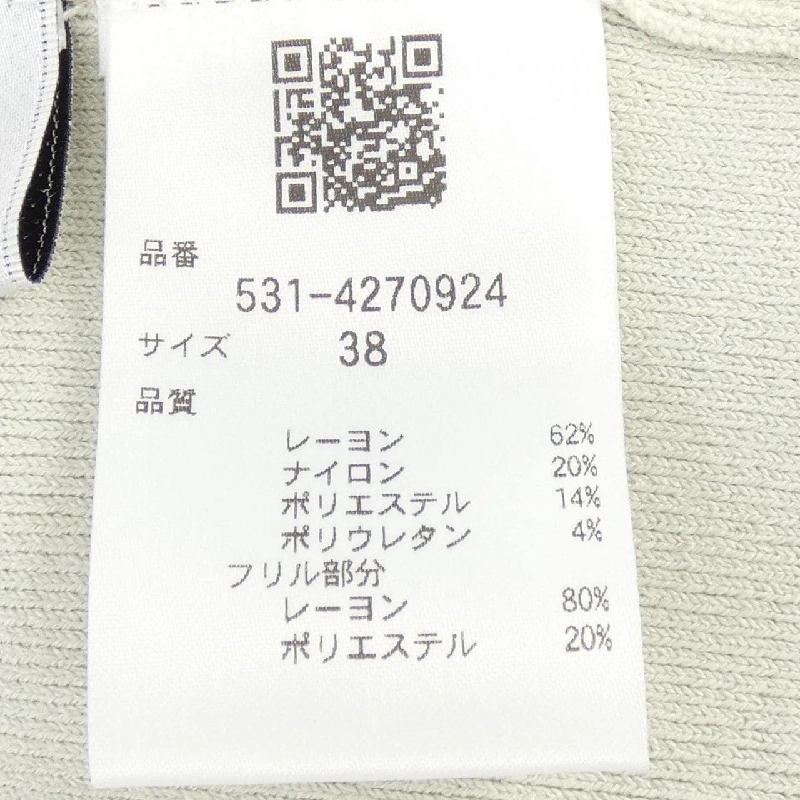 品番
531-4270924
サイズ 38
品質
レーヨン 62%
ナイロン 20%
ポリエステル 14%
ポリウレタン 4%
フリル部分
レーヨン 80%
ポリエステル 20%